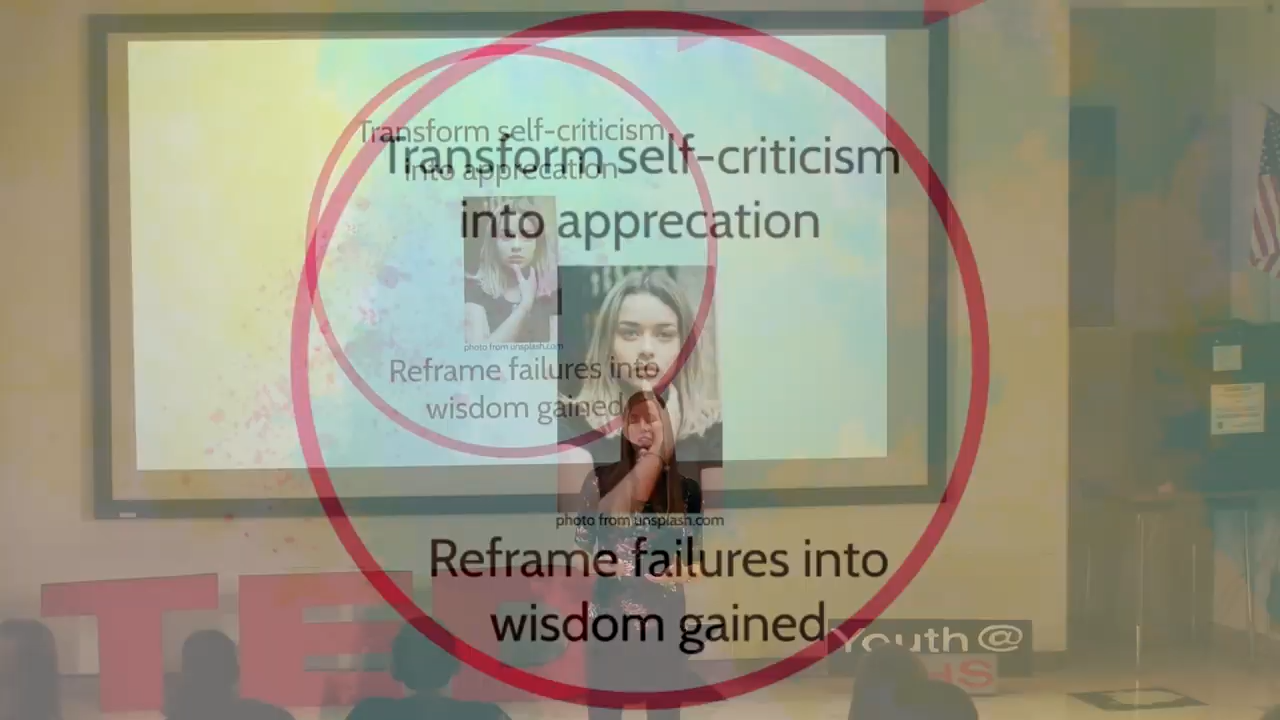 Transform self-criticism
into apprecation
Transform self-criticism
into apprecation
photo from unsplash.com
Reframe failures into
wisdom gained
photo from unsplash.com
Reframe failures into
wisdom gained
TED
Youth@
HS